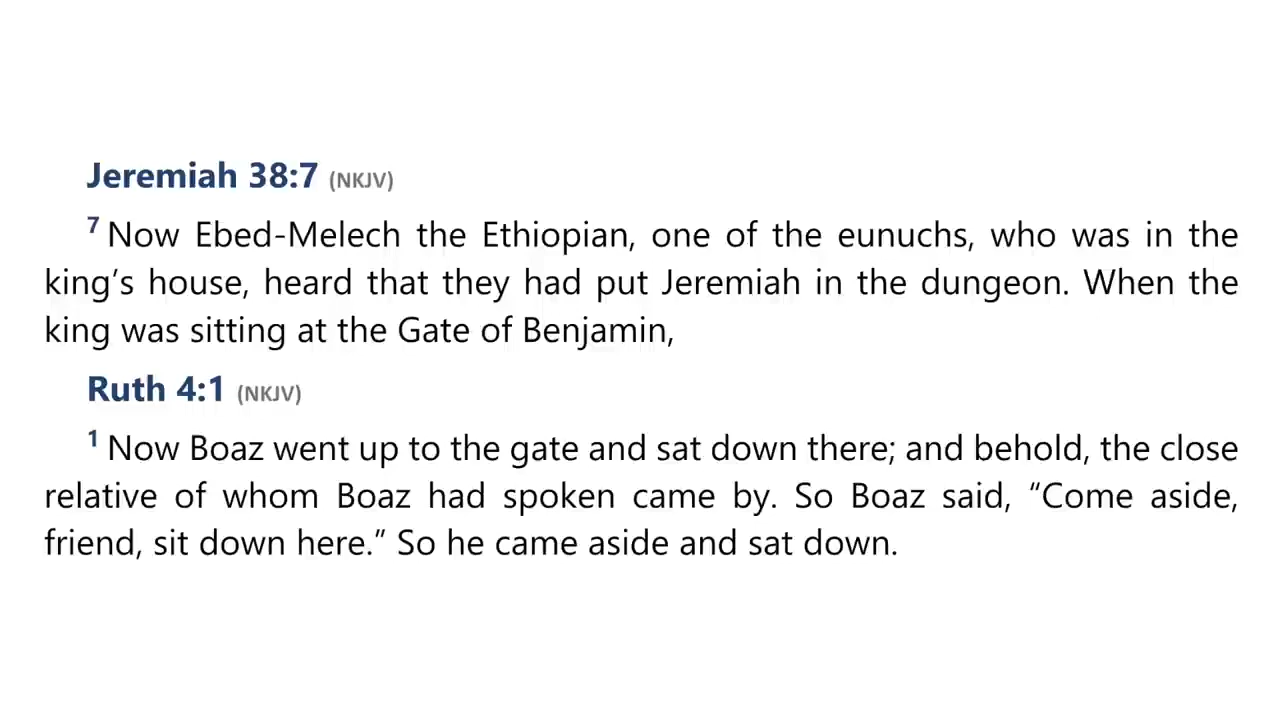 Jeremiah 38:7 (NKJV)
7 Now Ebed-Melech the Ethiopian, one of the eunuchs, who was in the
king’s house, heard that they had put Jeremiah in the dungeon. When the
king was sitting at the Gate of Benjamin,
Ruth 4:1 (NKJV)
1 Now Boaz went up to the gate and sat down there; and behold, the close
relative of whom Boaz had spoken came by. So Boaz said, “Come aside,
friend, sit down here.” So he came aside and sat down.